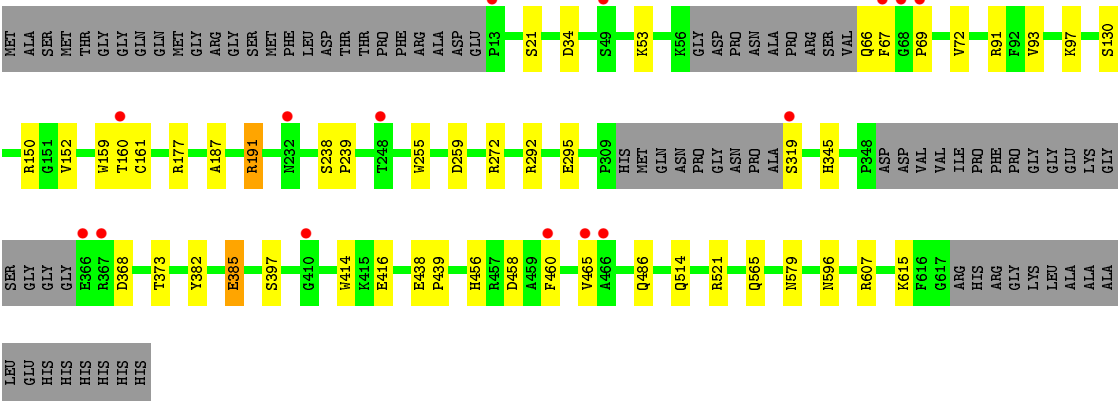 MET ALA SER MET THR GLY GLY GLN GLN MET GLY ARG GLY SER MET PHE LEU ASP THR THR PRO PHE ARG ALA ASP GLU P13 S21 D34 S49 K53 K56 GLY ASP PRO ASN ALA PRO ARG SER VAL Q66 F67 G68 P69 V72 R91 F92 V93 K97 S130
R150 G151 V152 W159 T160 C161 R177 A187 R191 N232 S238 P239 T248 W255 D259 R272 R292 E295 P309 HIS MET GLN ASN PRO GLY ASN PRO ALA S319 H345 P348 ASP ASP VAL VAL ILE PRO PHE PRO GLY GLY GLU LYS GLY
SER GLY GLY GLY E366 R367 D368 T373 Y382 E385 S397 G410 W414 K415 E416 E438 P439 H456 R457 D458 A459 F460 V465 A466 Q486 Q514 R521 Q565 N579 N596 R607 K615 F616 G617 ARG HIS PRO ARG GLY LYS LEU ALA ALA ALA
LEU GLU HIS HIS HIS HIS HIS HIS